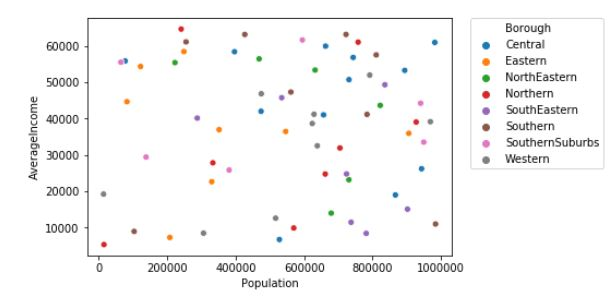 Borough
Central
Eastern
NorthEastern
Northern
SouthEastern
Southern
SouthernSuburbs
Western
AverageIncome
60000
50000
40000
30000
20000
10000
0 200000 400000 600000 800000 1000000
Population